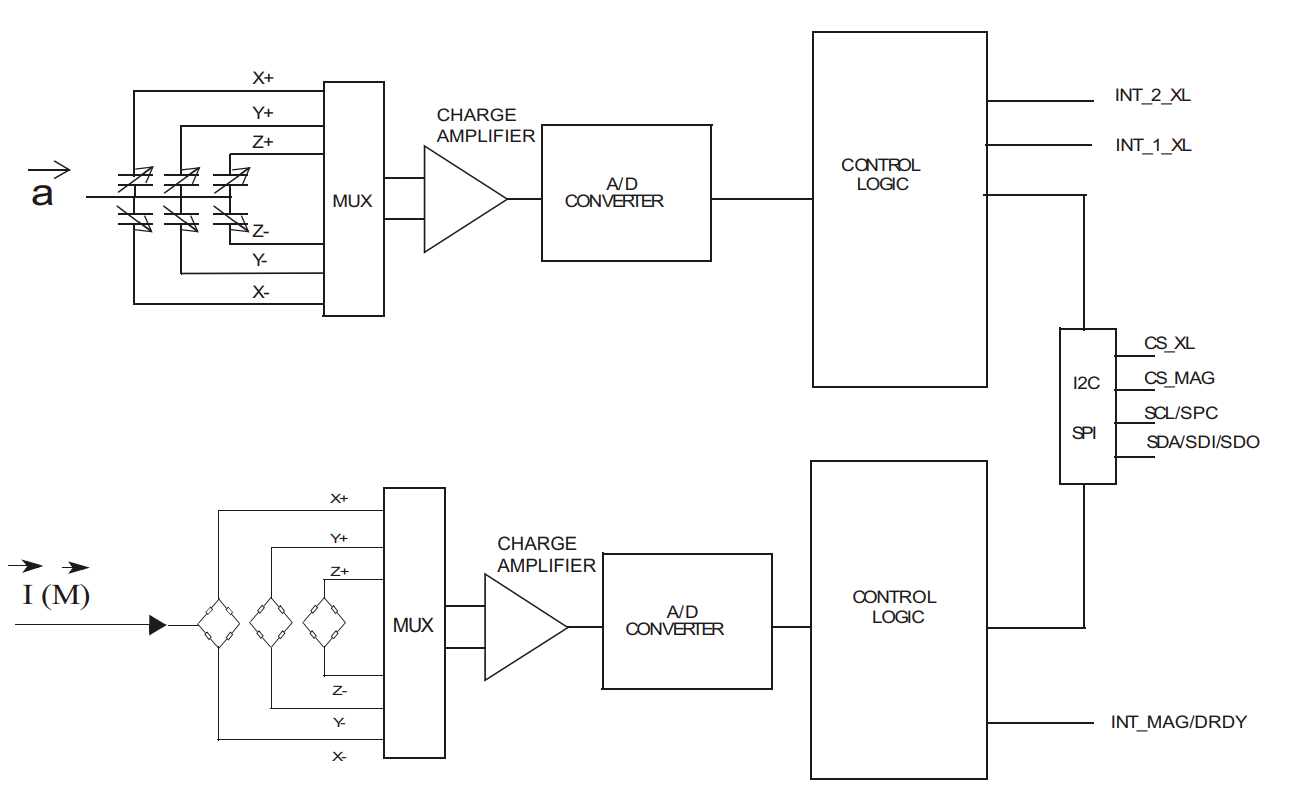 X+
Y+
Z+
a
Z-
Y-
X-
MUX
CHARGE
AMPLIFIER
A/D
CONVERTER
CONTROL
LOGIC
INT_2_XL
INT_1_XL
I2C
SPI
CS_XL
CS_MAG
SCL/SPC
SDA/SDI/SDO
I (M)
X+
Y+
Z+
Z-
Y-
X-
MUX
CHARGE
AMPLIFIER
A/D
CONVERTER
CONTROL
LOGIC
INT_MAG/DRDY